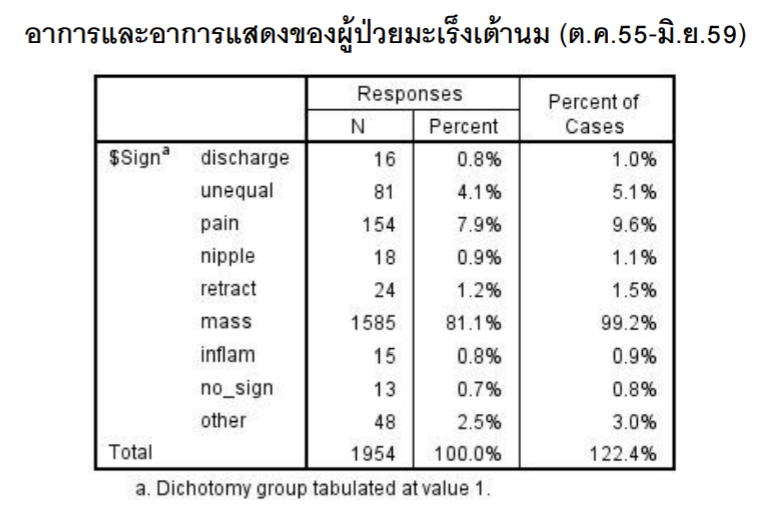 อาการและอาการแสดงของผู้ป่วยมะเร็งเต้านม (ต.ค.55-มิ.ย.59)
Responses Percent of Cases
N Percent
$Signᵃ discharge 16 0.8% 1.0%
unequal 81 4.1% 5.1%
pain 154 7.9% 9.6%
nipple 18 0.9% 1.1%
retract 24 1.2% 1.5%
mass 1585 81.1% 99.2%
inflam 15 0.8% 0.9%
no_sign 13 0.7% 0.8%
other 48 2.5% 3.0%
Total 1954 100.0% 122.4%
a. Dichotomy group tabulated at value 1.